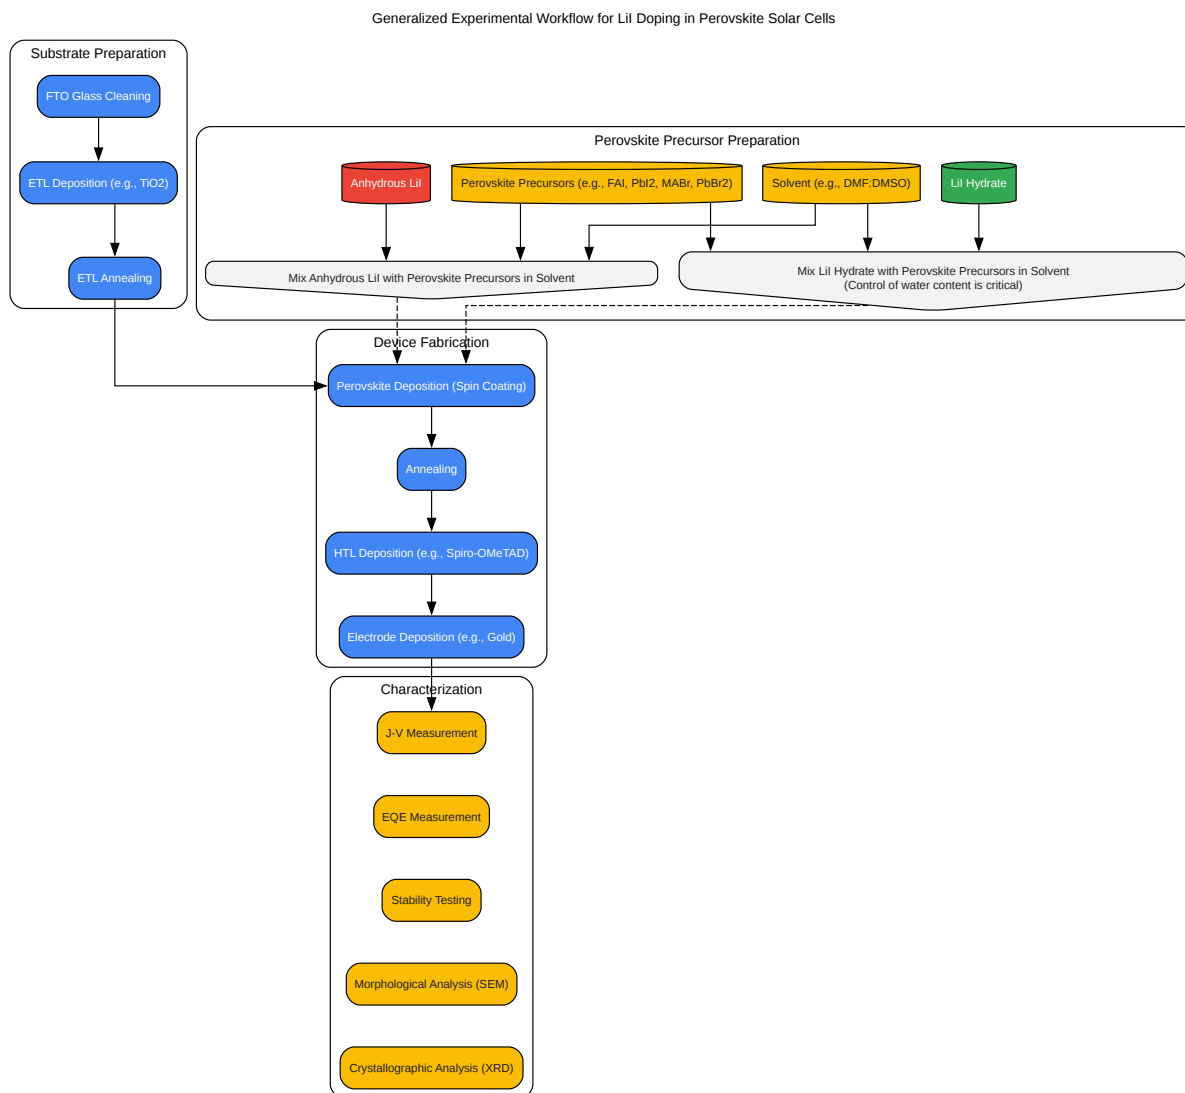 Generalized Experimental Workflow for LiI Doping in Perovskite Solar Cells
Substrate Preparation
FTO Glass Cleaning
ETL Deposition (e.g., TiO2)
ETL Annealing
Perovskite Precursor Preparation
Anhydrous LiI
Perovskite Precursors (e.g., FAI, PbI2, MABr, PbBr2)
Solvent (e.g., DMF:DMSO)
LiI Hydrate
Mix Anhydrous LiI with Perovskite Precursors in Solvent
Mix LiI Hydrate with Perovskite Precursors in Solvent
(Control of water content is critical)
Device Fabrication
Perovskite Deposition (Spin Coating)
Annealing
HTL Deposition (e.g., Spiro-OMeTAD)
Electrode Deposition (e.g., Gold)
Characterization
J-V Measurement
EQE Measurement
Stability Testing
Morphological Analysis (SEM)
Crystallographic Analysis (XRD)